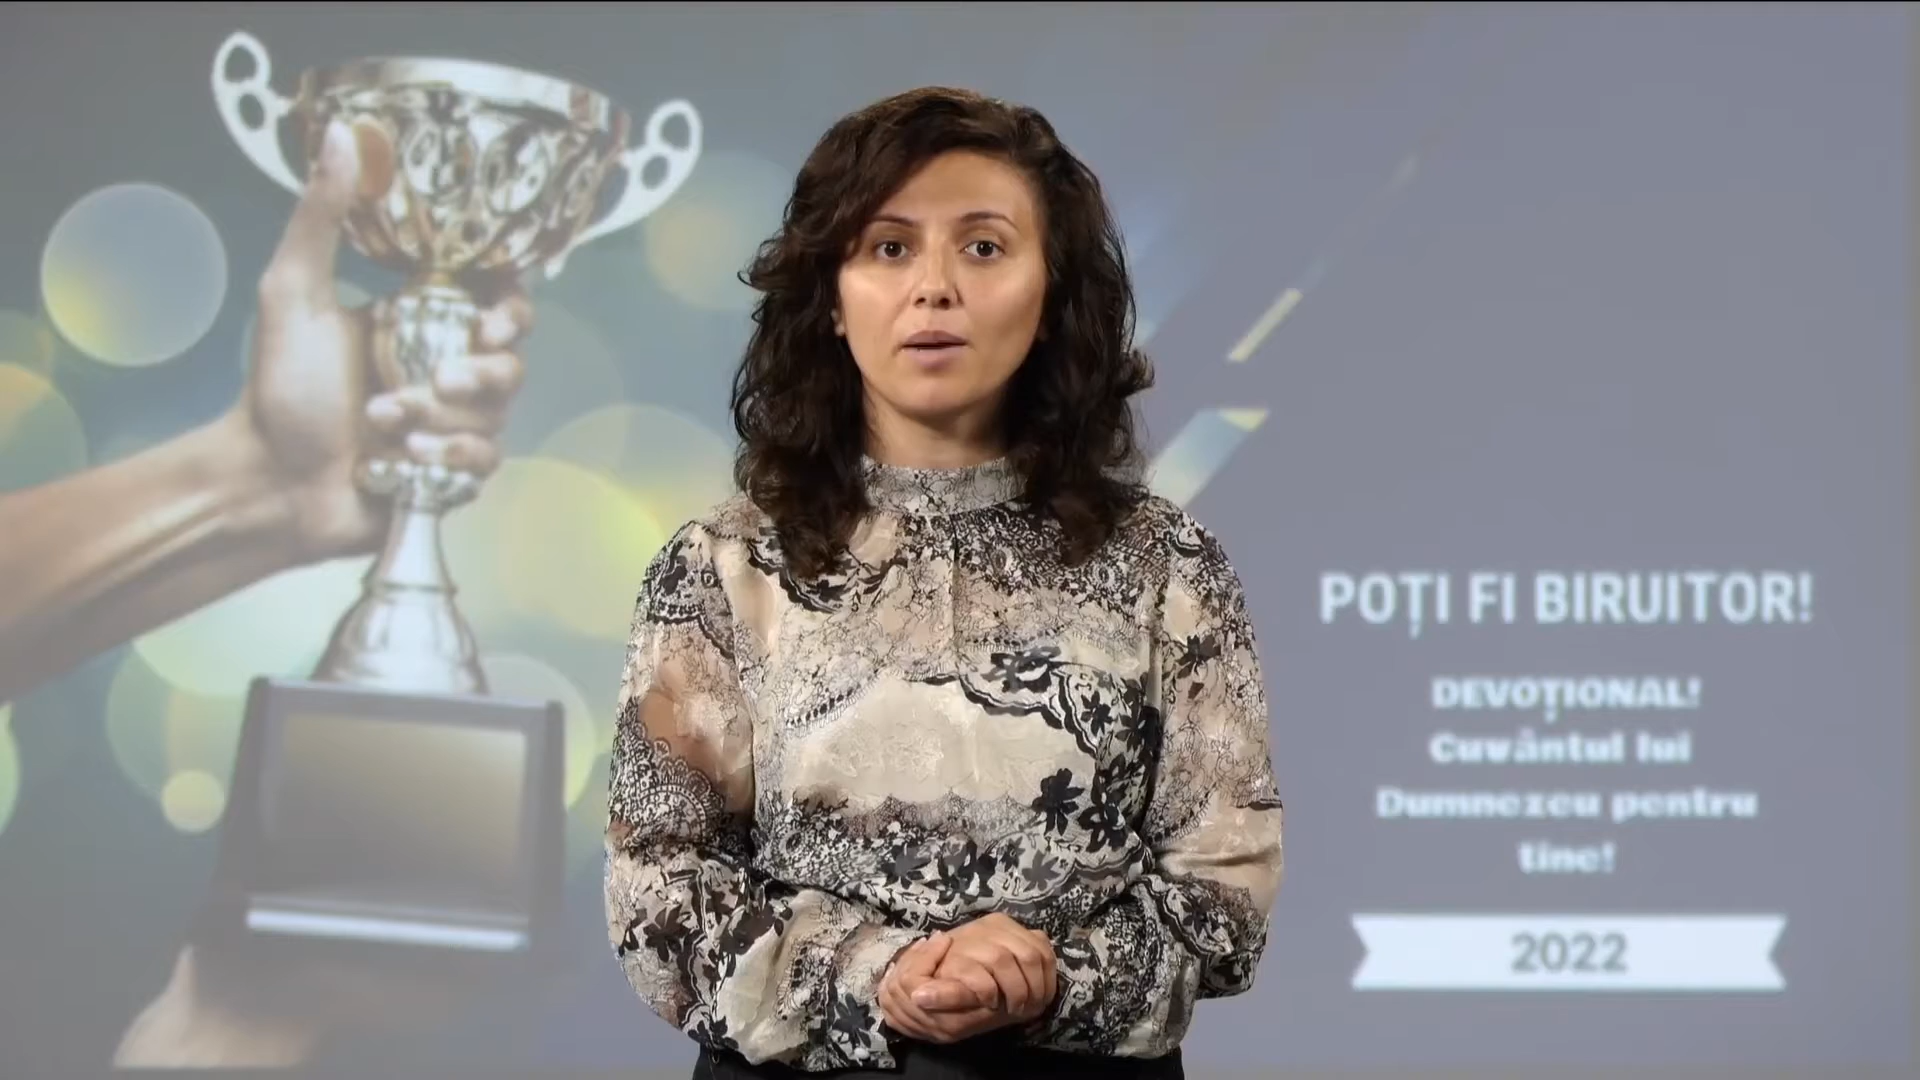 POȚI FI BIRUITOR!
DEVOȚIONAL!
Cuvântul lui
Dumnezeu pentru
tine!
2022